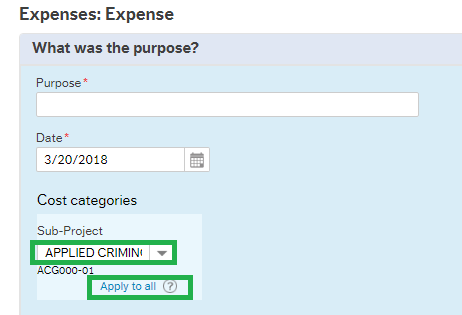 Expenses: Expense
What was the purpose?
Purpose*
Date*
3/20/2018
Cost categories
Sub-Project
APPLIED CRIMIN
ACG000-01
Apply to all ?